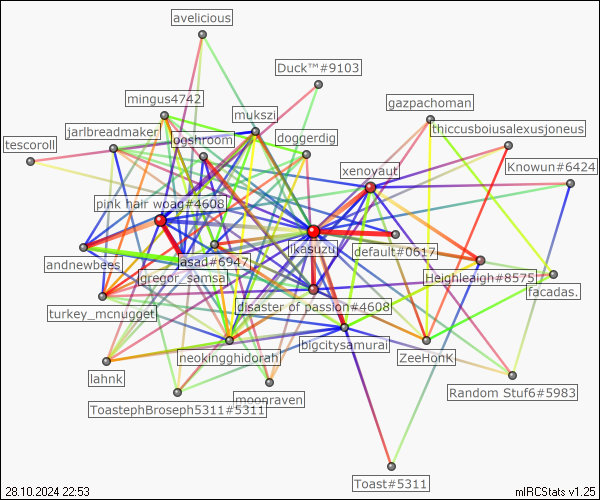 avelicious
Duck™#9103
mingus4742
gazpachoman
mukszi
thiccusboiusalexusjoneus
jarlbreadmaker
ogshroom
doggerdig
tescoroll
xenoyaut
Knowun#6424
pink hair woag#4608
ikasuzu
default#0617
andnewbees
asad#6947
gregor_samsa
Heighleaigh#8575
facadas.
disaster of passion#4608
turkey_mcnugget
bigcitysamurai
neokingghidorah
ZeeHonK
lahnk
Random Stuf6#5983
moonraven
ToastephBroseph5311#5311
Toast#5311
28.10.2024 22:53
mIRCStats v1.25